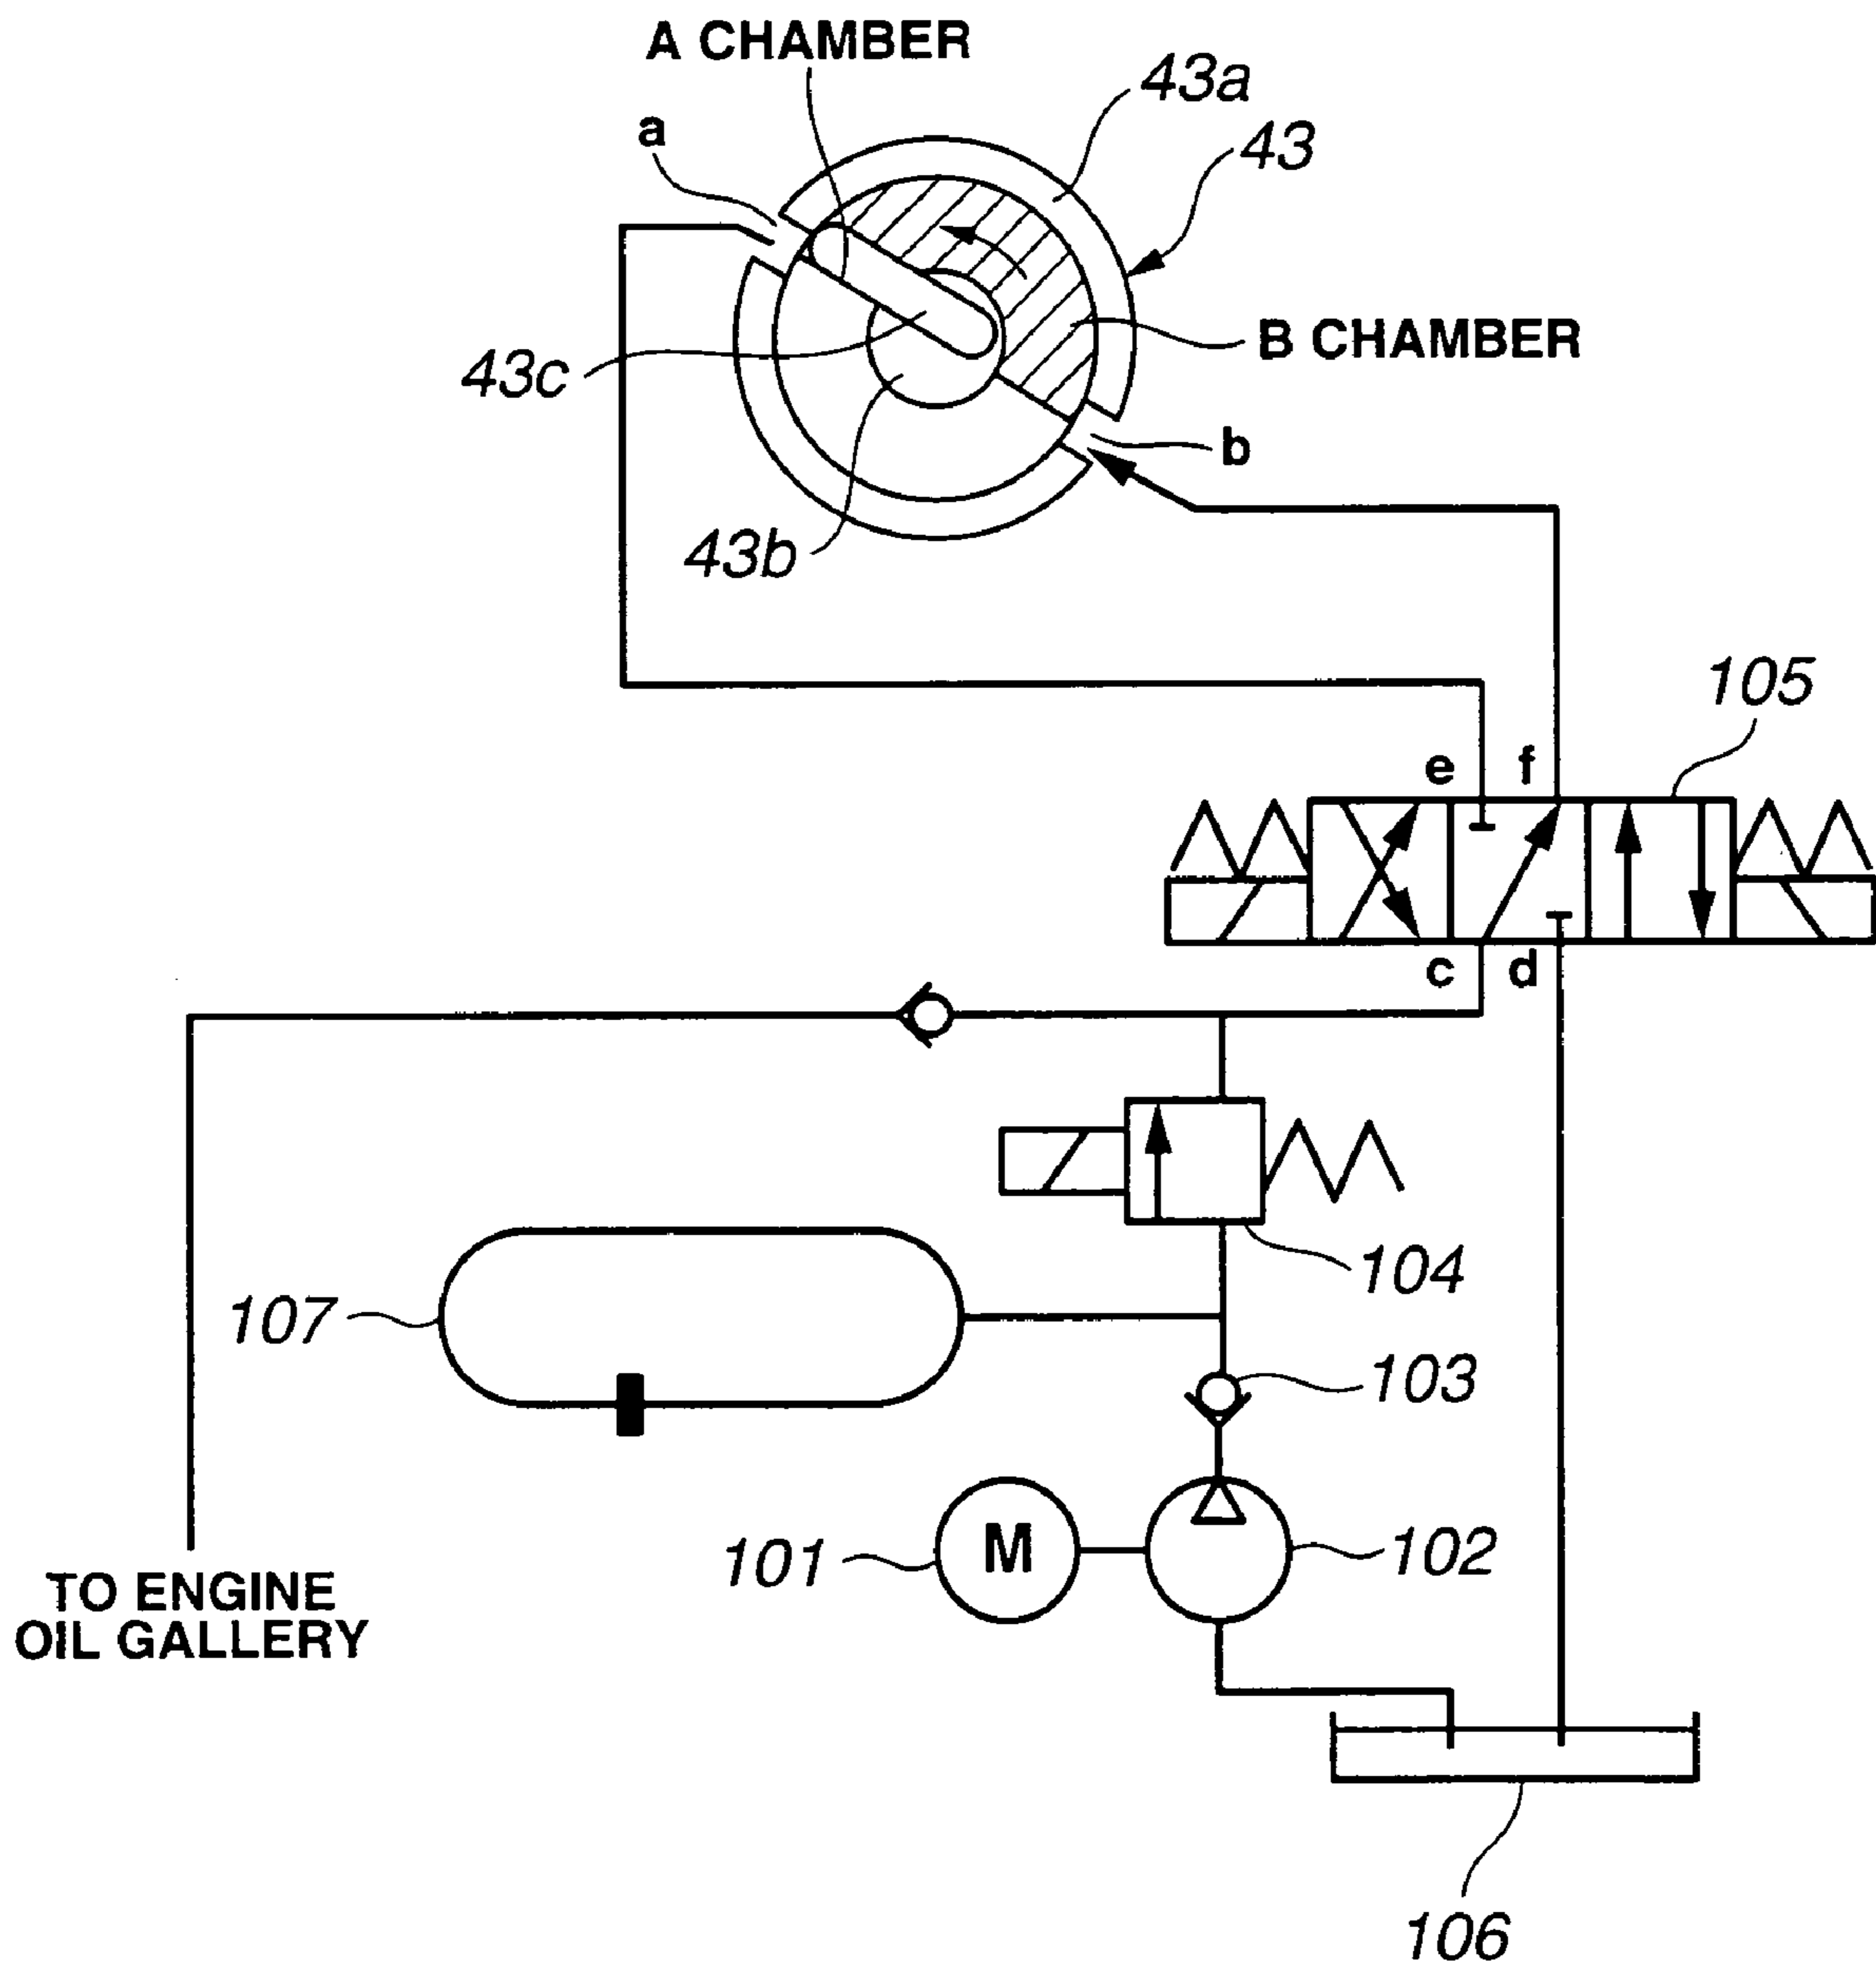 A CHAMBER
43a
a
43
B CHAMBER
43c
b
43b
105
e
f
c
d
104
107
103
M
101
102
TO ENGINE
OIL GALLERY
106